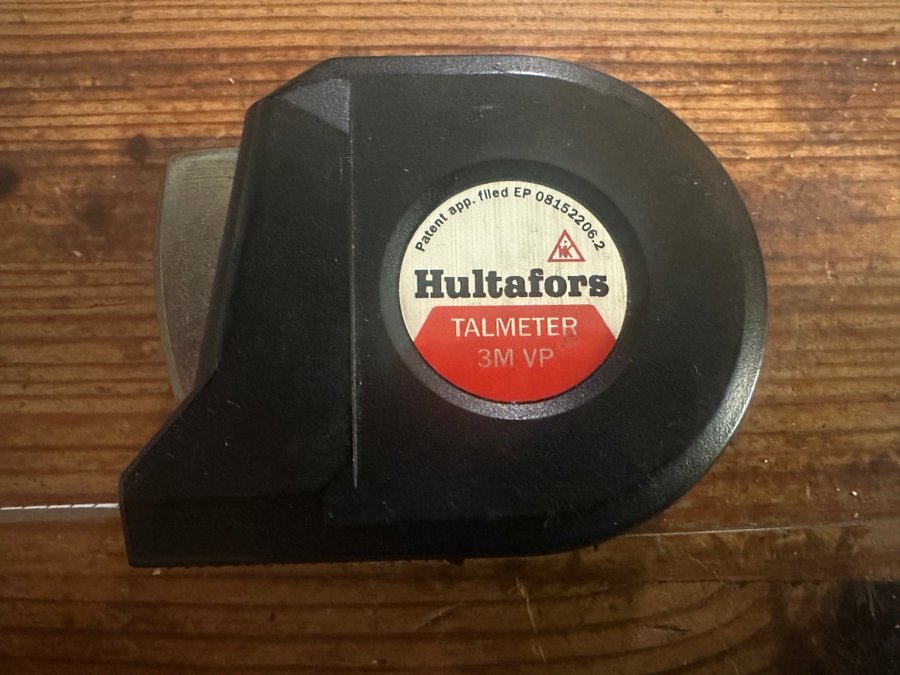 Patent app. filed EP 08152206.2
Hultafors
TALMETER
3M VP